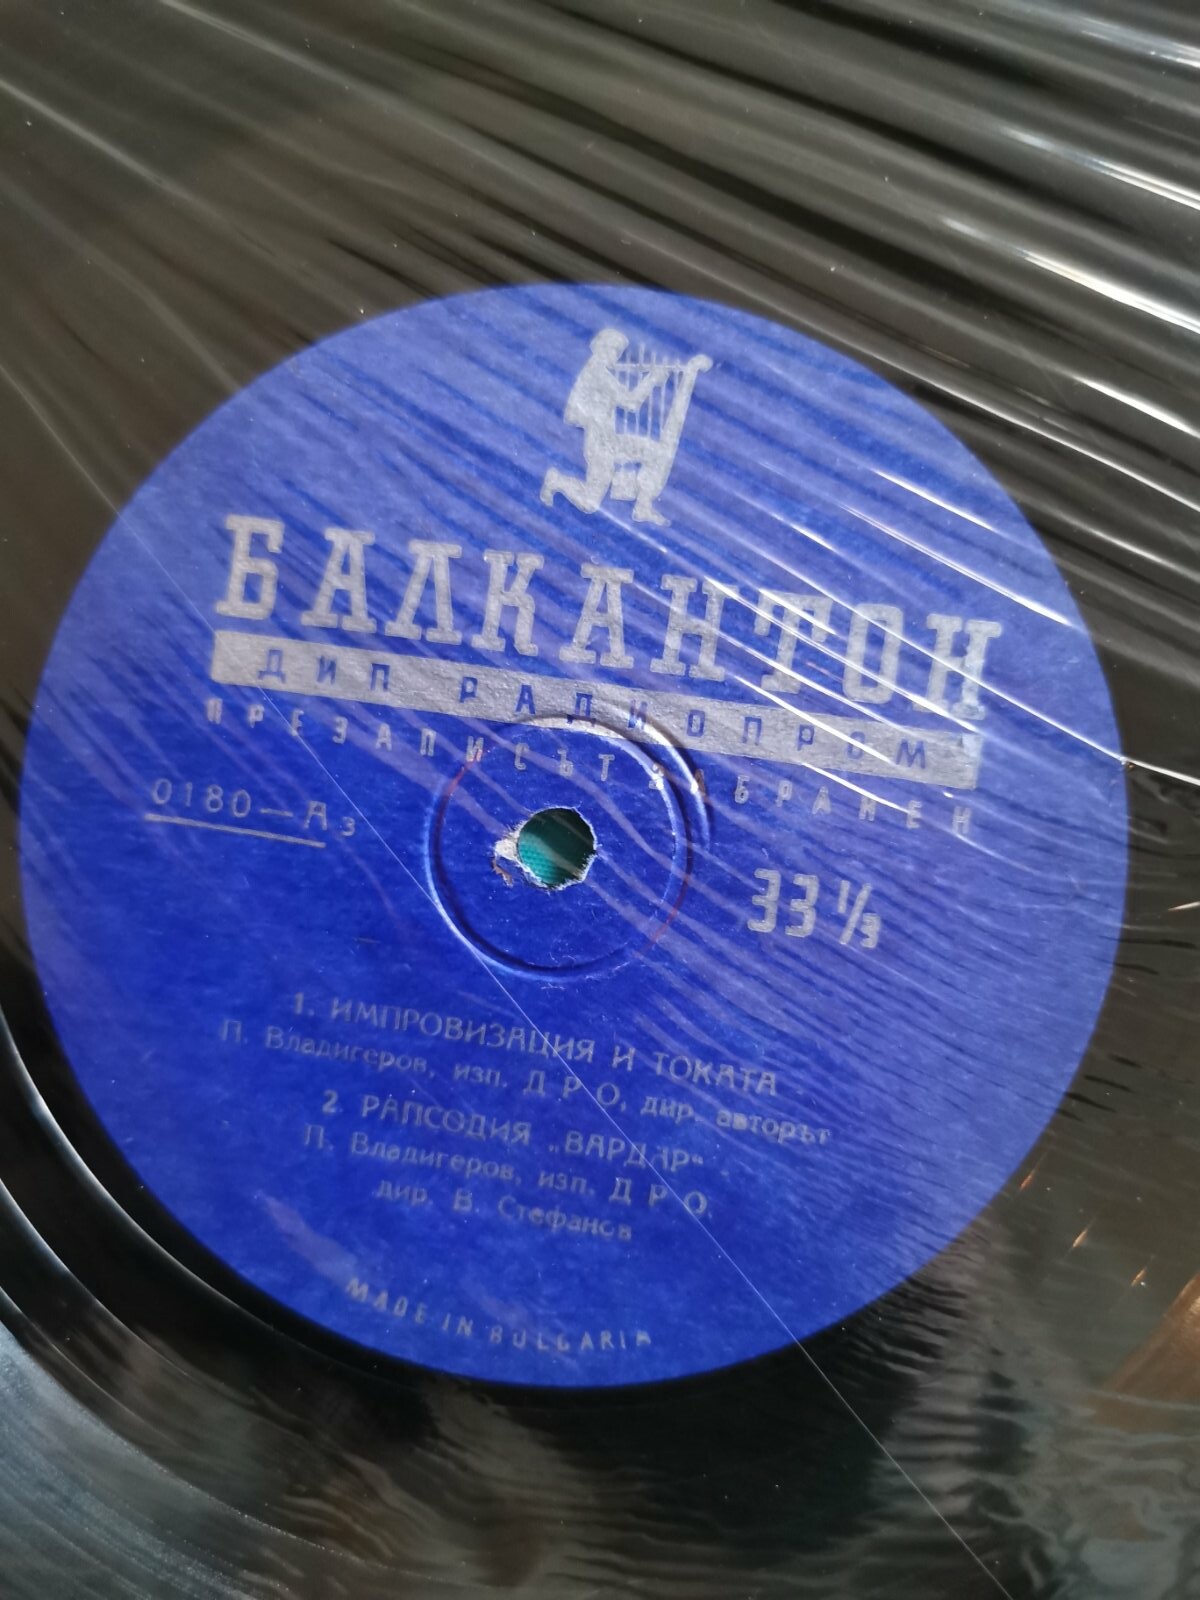 БАЛКАНТОН
ДИП РАДИОПРОМ
ПРЕЗАПИСЪТ ЗАБРАНЕН
0180—А3
33 1/3
1. ИМПРОВИЗАЦИЯ И ТОКАТА
П. Владигеров, изп. Д Р О, дир. авторът
2. РАПСОДИЯ „ВАРДАР“
П. Владигеров, изп. Д Р О,
дир. В. Стефанов
MADE IN BULGARIA